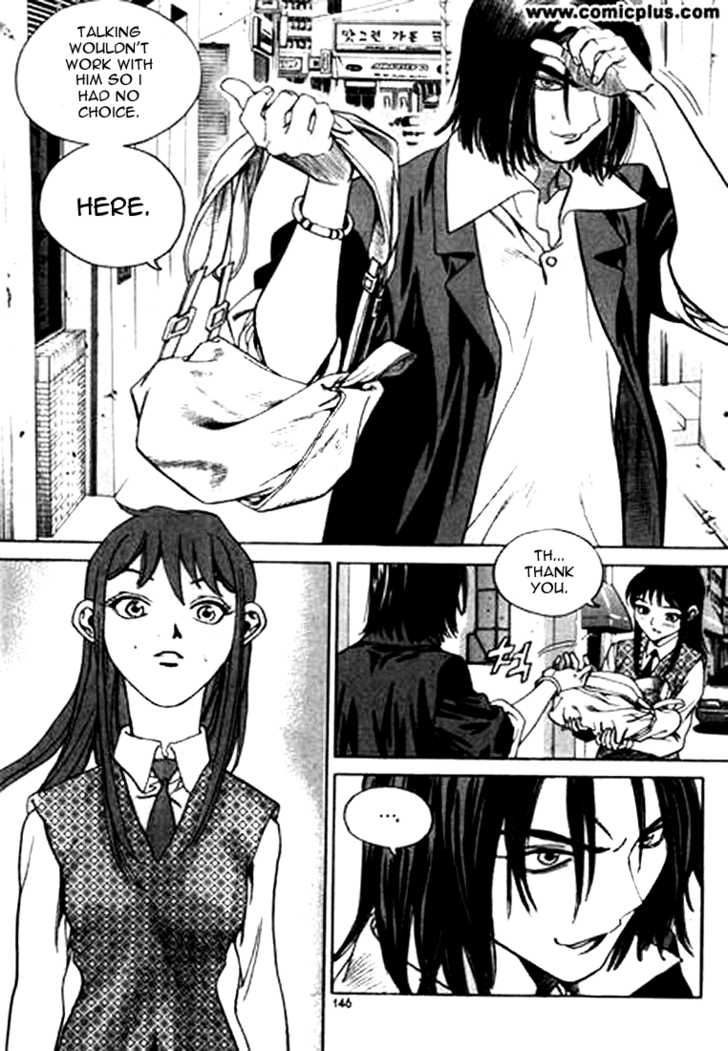 www.comicplus.com
TALKING
WOULDN'T
WORK WITH
HIM SO I
HAD NO
CHOICE.
HERE.
TH...
THANK
YOU.
...,
146